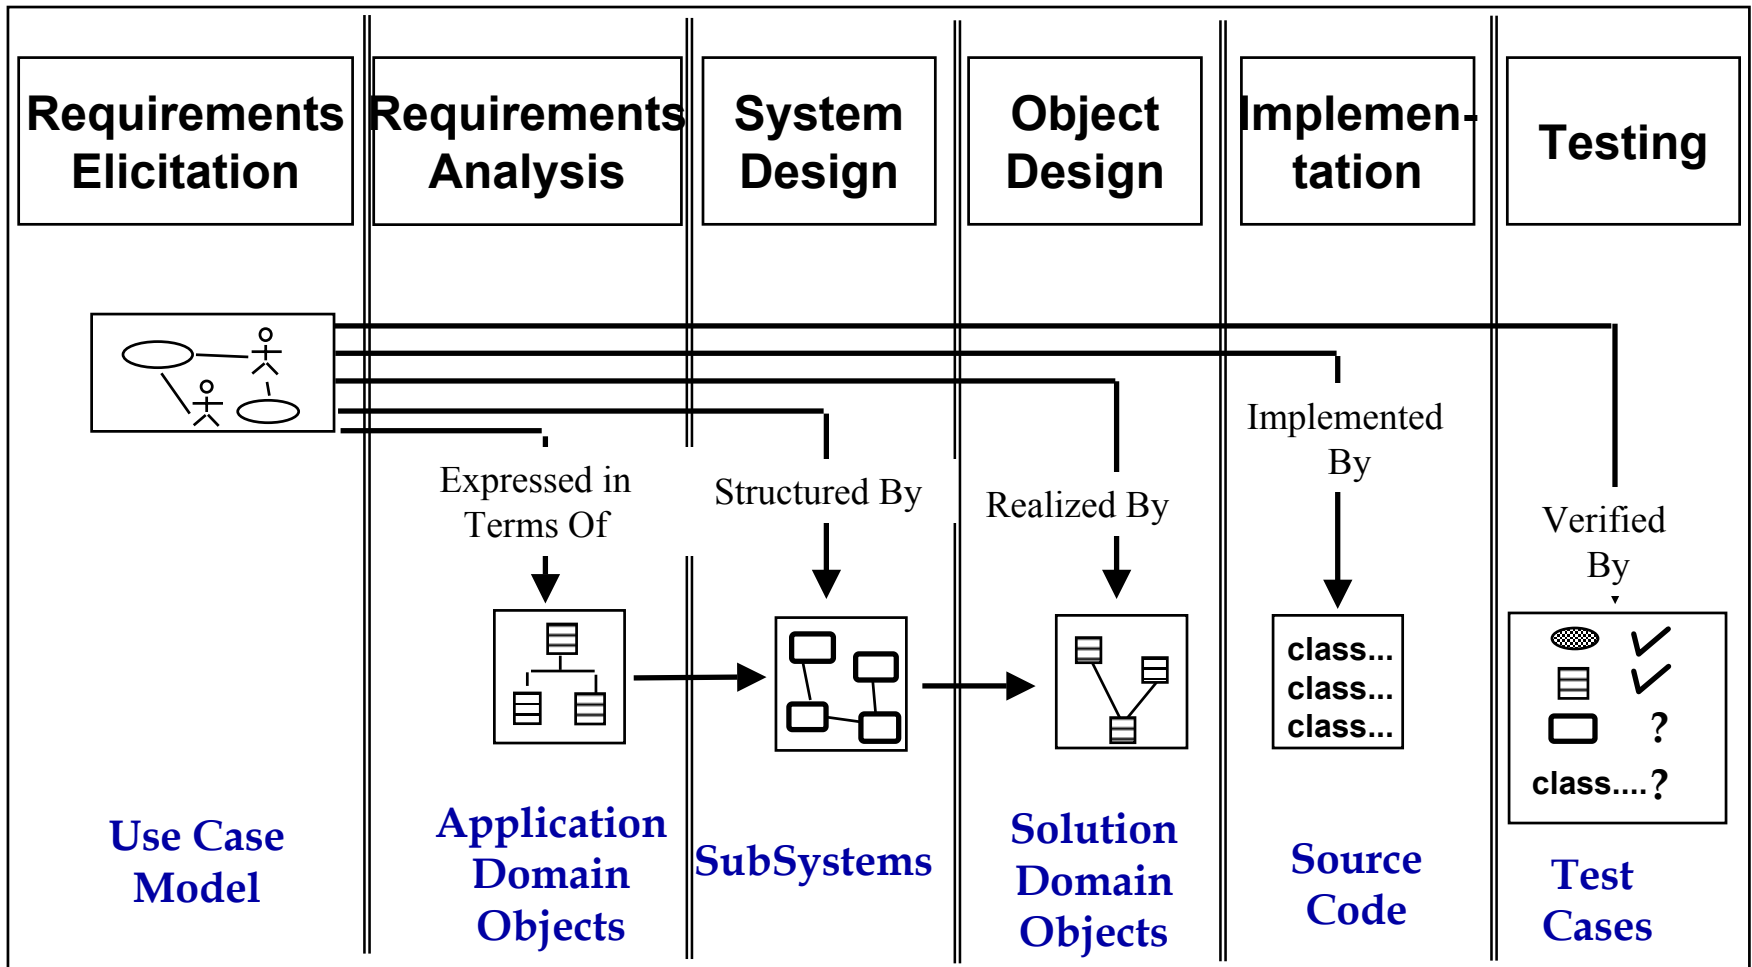 Requirements
Elicitation
Requirements
Analysis
System
Design
Object
Design
Implemen-
tation
Testing
Expressed in
Terms Of
Structured By
Realized By
Implemented
By
Verified
By
class...
class...
class...
?
class....?
Use Case
Model
Application
Domain
Objects
SubSystems
Solution
Domain
Objects
Source
Code
Test
Cases